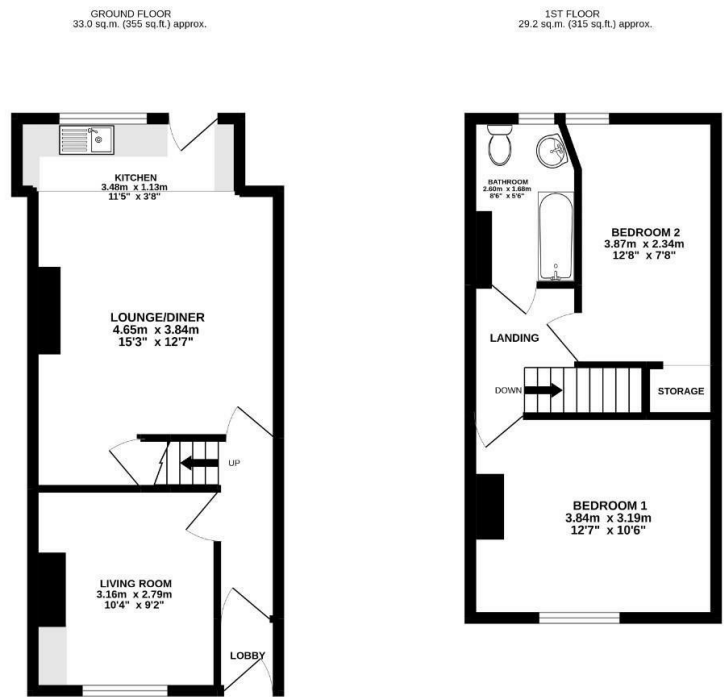 GROUND FLOOR
33.0 sq.m. (355 sq.ft.) approx.
KITCHEN
3.48m x 1.13m
11'5" x 3'8"
LOUNGE/DINER
4.65m x 3.84m
15'3" x 12'7"
UP
LIVING ROOM
3.16m x 2.79m
10'4" x 9'2"
LOBBY
1ST FLOOR
29.2 sq.m. (315 sq.ft.) approx.
BATHROOM
2.60m x 1.68m
8'6" x 5'6"
BEDROOM 2
3.87m x 2.34m
12'8" x 7'8"
LANDING
DOWN
STORAGE
BEDROOM 1
3.84m x 3.19m
12'7" x 10'6"